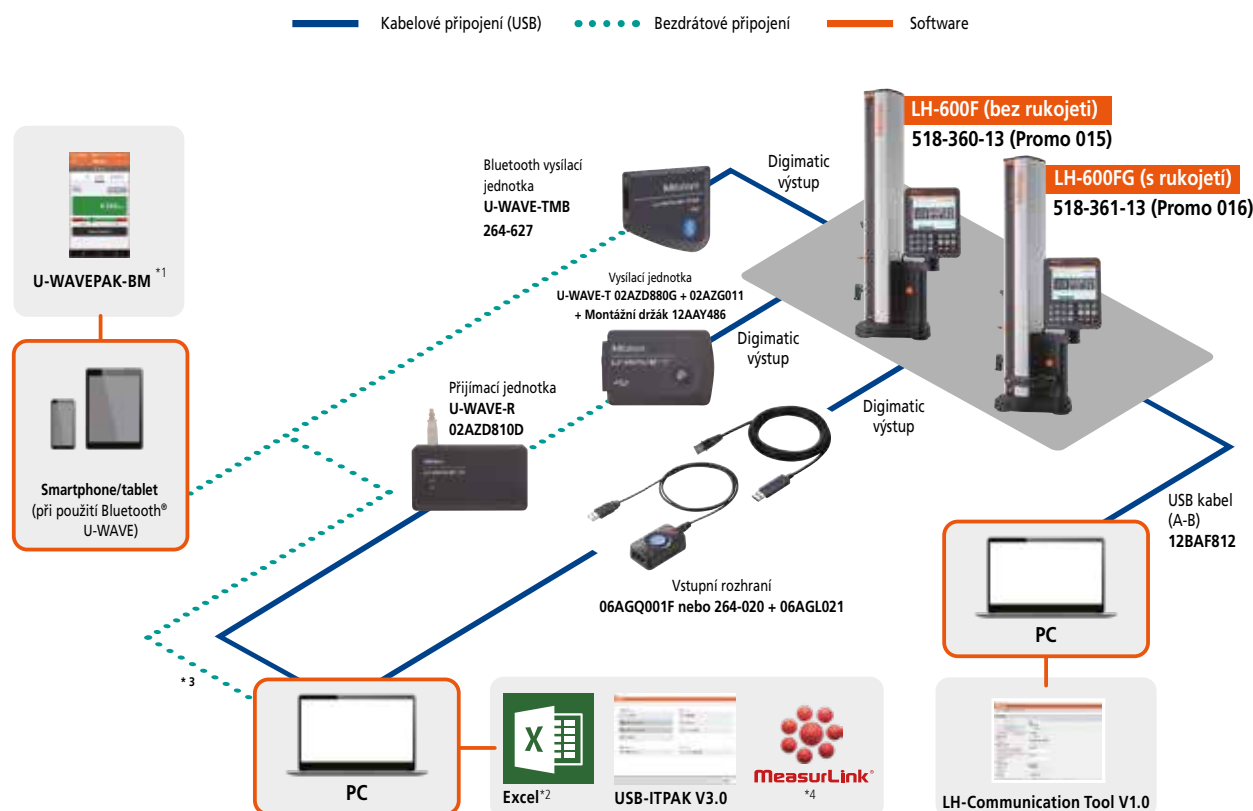 Kabelové připojení (USB)
Bezdrátové připojení
Software
LH-600F (bez rukojeti)
518-360-13 (Promo 015)
LH-600FG (s rukojetí)
518-361-13 (Promo 016)
Bluetooth vysílací
jednotka
U-WAVE-TMB
264-627
Mitutoyo
Digimatic
výstup
U-WAVEPAK-BM *1
Vysílací jednotka
U-WAVE-T 02AZD880G + 02AZG011
+ Montážní držák 12AAY486
Mitutoyo
U-WAVE-T
Digimatic
výstup
Přijímací jednotka
U-WAVE-R
02AZD810D
Digimatic
výstup
Smartphone/tablet
(při použití Bluetooth®
U-WAVE)
USB kabel
(A-B)
12BAF812
Vstupní rozhraní
06AGQ001F nebo 264-020 + 06AGL021
PC
* 3
PC
X
Excel*2
USB-ITPAK V3.0
MeasurLink®
*4
LH-Communication Tool V1.0